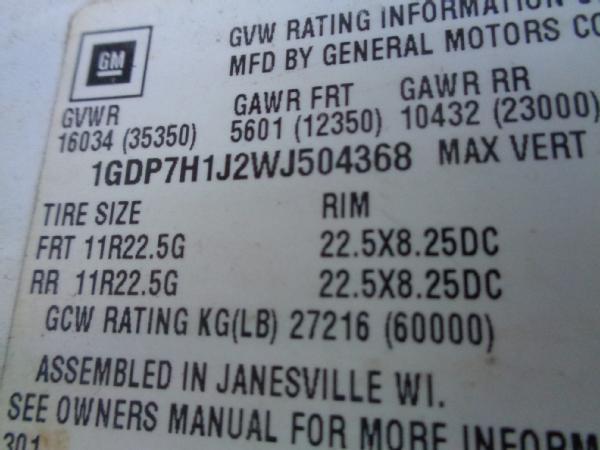 GM
GVW RATING INFORMATION
MFD BY GENERAL MOTORS CO
GVWR GAWR FRT GAWR RR
16034 (35350) 5601 (12350) 10432 (23000)
1GDP7H1J2WJ504368 MAX VERT
TIRE SIZE RIM
FRT 11R22.5G 22.5X8.25DC
RR 11R22.5G 22.5X8.25DC
GCW RATING KG(LB) 27216 (60000)
ASSEMBLED IN JANESVILLE WI.
SEE OWNERS MANUAL FOR MORE INFORM
301